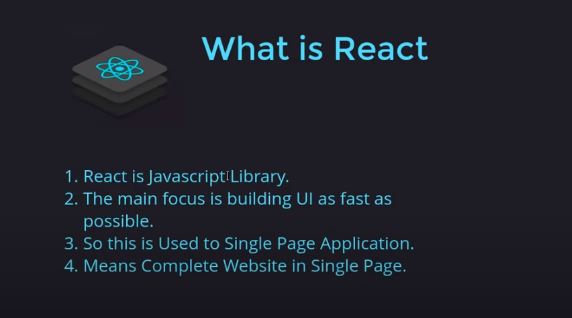 What is React
1. React is Javascript Library.
2. The main focus is building UI as fast as
possible.
3. So this is Used to Single Page Application.
4. Means Complete Website in Single Page.